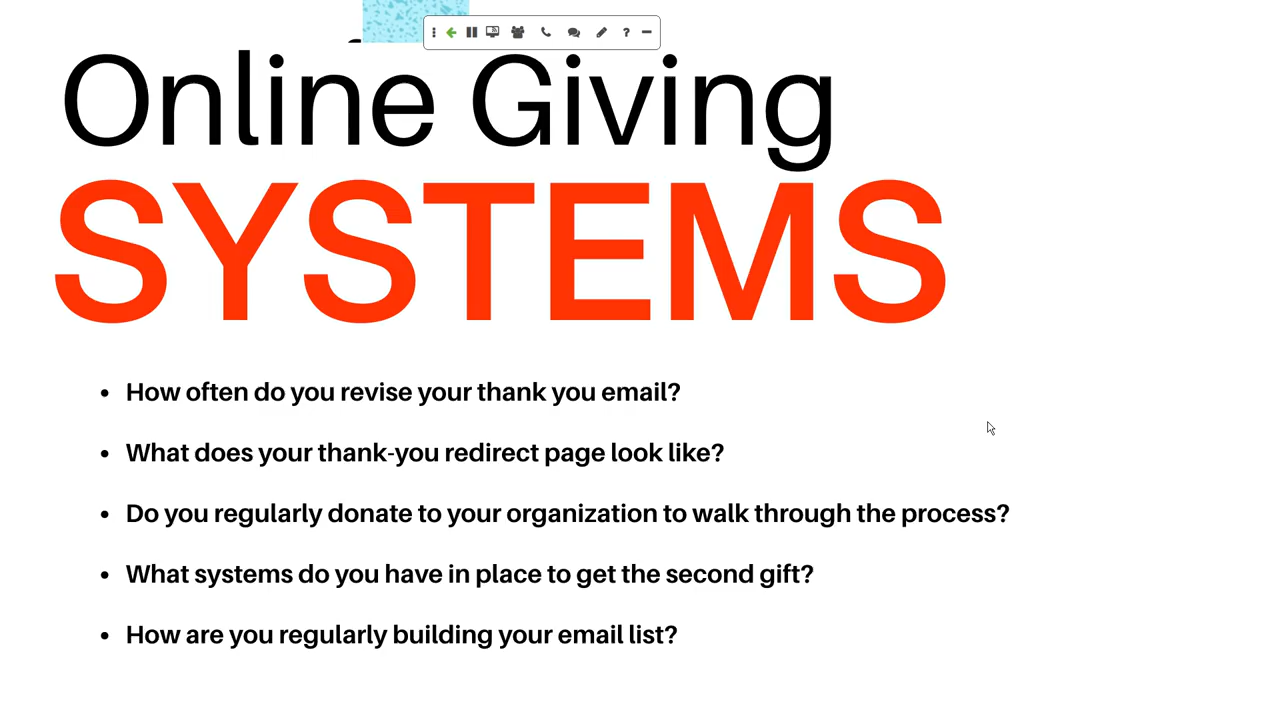 Online Giving
SYSTEMS
• How often do you revise your thank you email?
• What does your thank-you redirect page look like?
• Do you regularly donate to your organization to walk through the process?
• What systems do you have in place to get the second gift?
• How are you regularly building your email list?